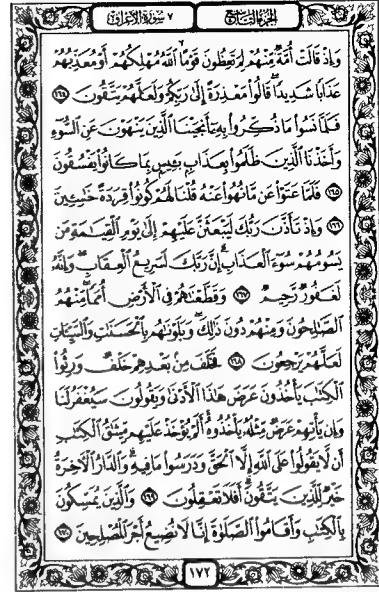 ٧ سورة الأعراف الجزء التاسع
وَإِذْ قَالَتْ أُمَّةٌ مِّنْهُمْ لِمَ تَعِظُونَ قَوْمًا ٱللَّهُ مُهْلِكُهُمْ أَوْ مُعَذِّبُهُمْ
عَذَابًا شَدِيدًا ۖ قَالُوا۟ مَعْذِرَةً إِلَىٰ رَبِّكُمْ وَلَعَلَّهُمْ يَتَّقُونَ ١٦٤
فَلَمَّا نَسُوا۟ مَا ذُكِّرُوا۟ بِهِۦٓ أَنجَيْنَا ٱلَّذِينَ يَنْهَوْنَ عَنِ ٱلسُّوٓءِ
وَأَخَذْنَا ٱلَّذِينَ ظَلَمُوا۟ بِعَذَابٍۭ بَـِٔيسٍۭ بِمَا كَانُوا۟ يَفْسُقُونَ
١٦٥ فَلَمَّا عَتَوْا۟ عَن مَّا نُهُوا۟ عَنْهُ قُلْنَا لَهُمْ كُونُوا۟ قِرَدَةً خَـٰسِـِٔينَ
١٦٦ وَإِذْ تَأَذَّنَ رَبُّكَ لَيَبْعَثَنَّ عَلَيْهِمْ إِلَىٰ يَوْمِ ٱلْقِيَـٰمَةِ مَن
يَسُومُهُمْ سُوٓءَ ٱلْعَذَابِ ۗ إِنَّ رَبَّكَ لَسَرِيعُ ٱلْعِقَابِ ۖ وَإِنَّهُۥ
لَغَفُورٌ رَّحِيمٌ ١٦٧ وَقَطَّعْنَـٰهُمْ فِى ٱلْأَرْضِ أُمَمًا ۖ مِّنْهُمُ
ٱلصَّـٰلِحُونَ وَمِنْهُمْ دُونَ ذَٰلِكَ ۖ وَبَلَوْنَـٰهُم بِٱلْحَسَنَـٰتِ وَٱلسَّيِّـَٔاتِ
لَعَلَّهُمْ يَرْجِعُونَ ١٦٨ فَخَلَفَ مِنۢ بَعْدِهِمْ خَلْفٌ وَرِثُوا۟
ٱلْكِتَـٰبَ يَأْخُذُونَ عَرَضَ هَـٰذَا ٱلْأَدْنَىٰ وَيَقُولُونَ سَيُغْفَرُ لَنَا
وَإِن يَأْتِهِمْ عَرَضٌ مِّثْلُهُۥ يَأْخُذُوهُ ۚ أَلَمْ يُؤْخَذْ عَلَيْهِم مِّيثَـٰقُ ٱلْكِتَـٰبِ
أَن لَّا يَقُولُوا۟ عَلَى ٱللَّهِ إِلَّا ٱلْحَقَّ وَدَرَسُوا۟ مَا فِيهِ ۗ وَٱلدَّارُ ٱلْـَٔاخِرَةُ
خَيْرٌ لِّلَّذِينَ يَتَّقُونَ ۗ أَفَلَا تَعْقِلُونَ ١٦٩ وَٱلَّذِينَ يُمَسِّكُونَ
بِٱلْكِتَـٰبِ وَأَقَامُوا۟ ٱلصَّلَوٰةَ إِنَّا لَا نُضِيعُ أَجْرَ ٱلْمُصْلِحِينَ ١٧٠
١٧٢